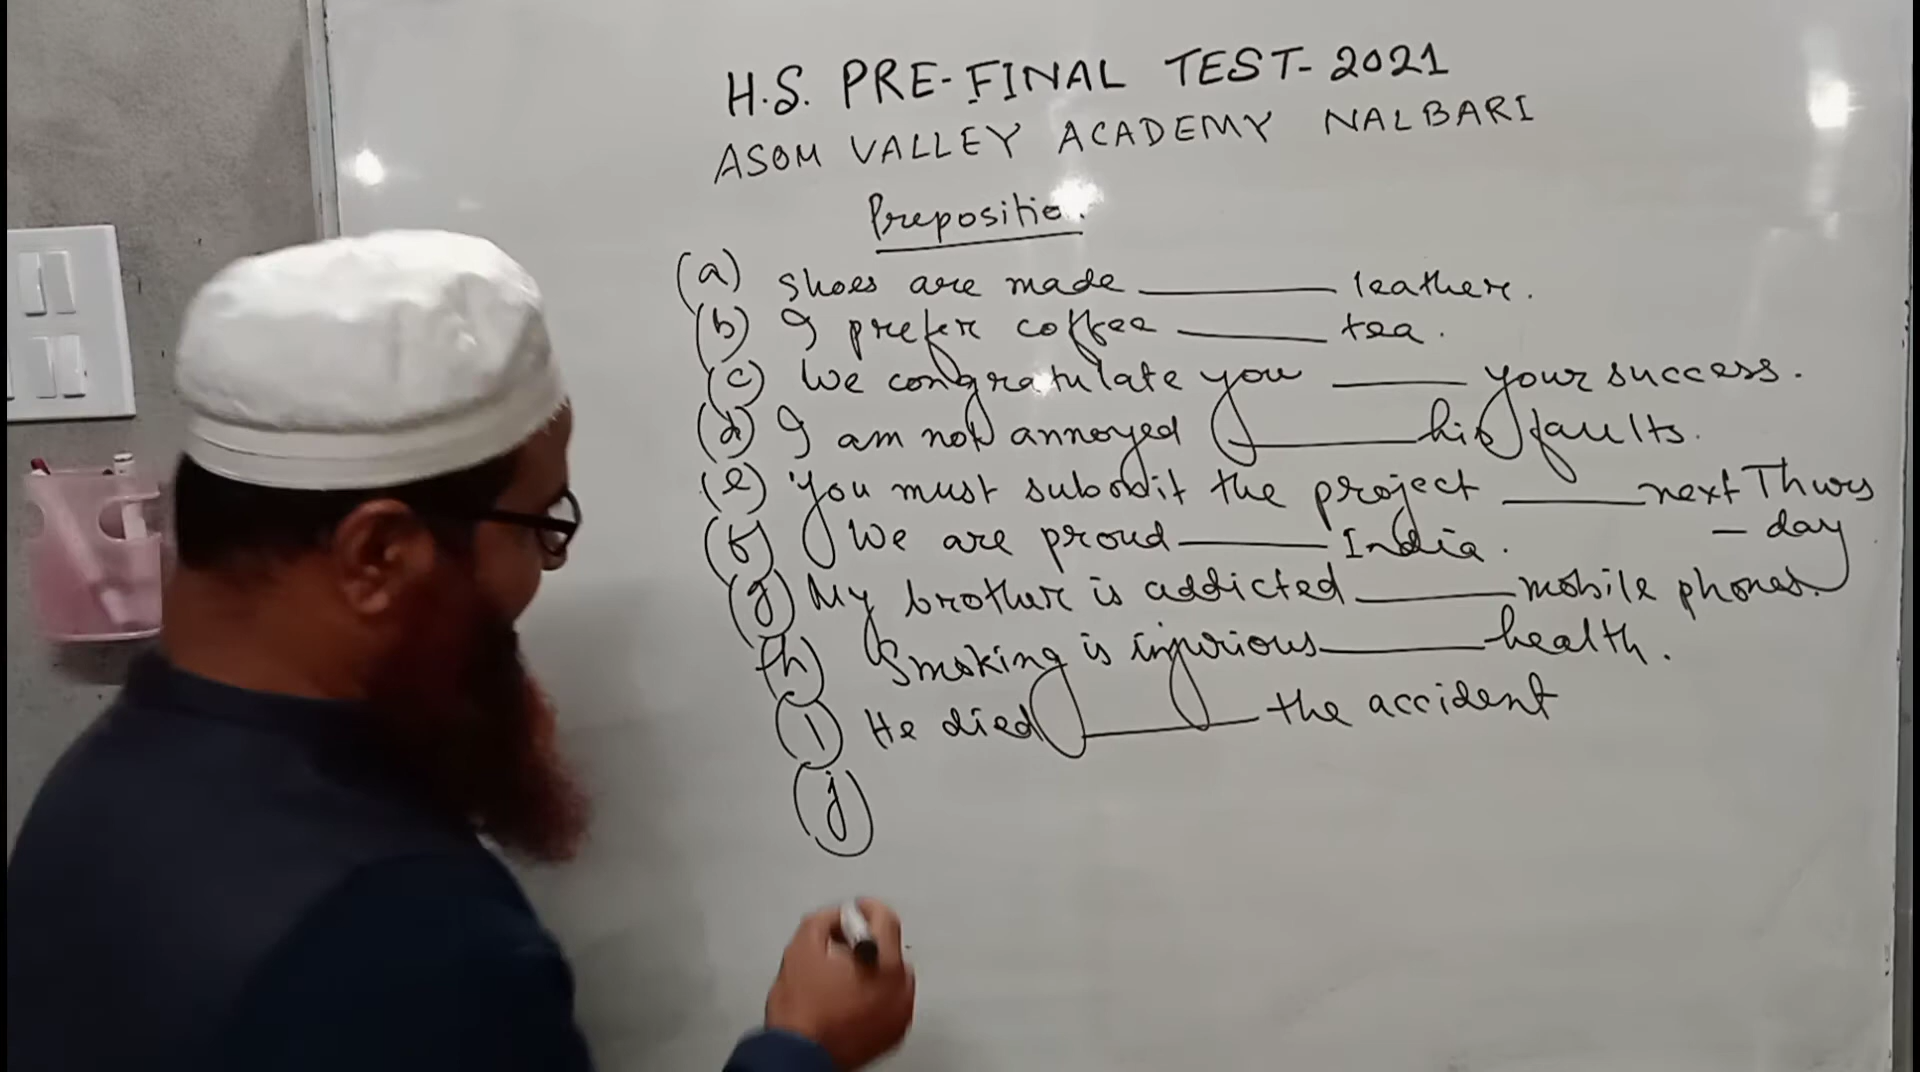 H.S. PRE-FINAL TEST-2021
ASOM VALLEY ACADEMY NALBARI
Prepositio.
(a) Shoes are made ______ leather.
(b) I prefer coffee ______ tea.
(c) We congratulate you ______ your success.
(d) I am not annoyed ______ his faults.
(e) You must submit the project ______ next Thurs
- day
(f) We are proud ______ India.
(g) My brother is addicted ______ mobile phones.
(h) Smoking is injurious ______ health.
(i) He died ______ the accident
(j)